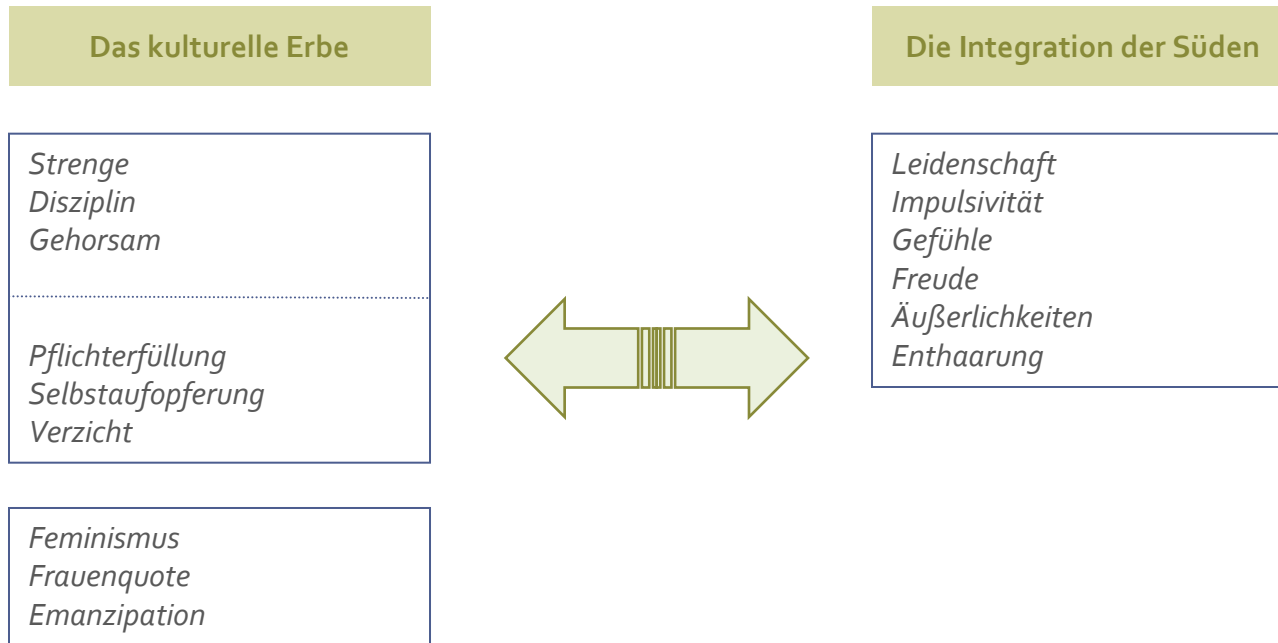 Das kulturelle Erbe
Strenge
Disziplin
Gehorsam
Pflichterfüllung
Selbstaufopferung
Verzicht
Feminismus
Frauenquote
Emanzipation
Die Integration der Süden
Leidenschaft
Impulsivität
Gefühle
Freude
Äußerlichkeiten
Enthaarung